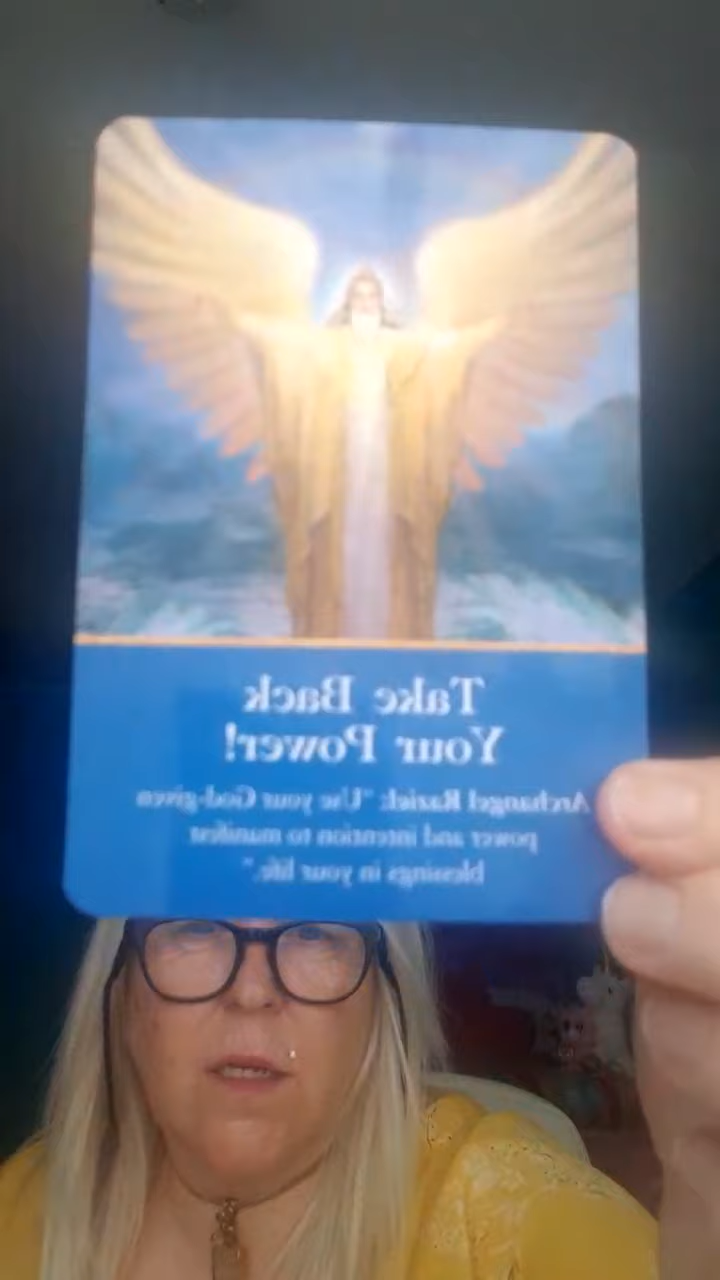 Take Back
Your Power!
Archangel Raziel: "Use your God-given
power and intention to manifest
blessings in your life."